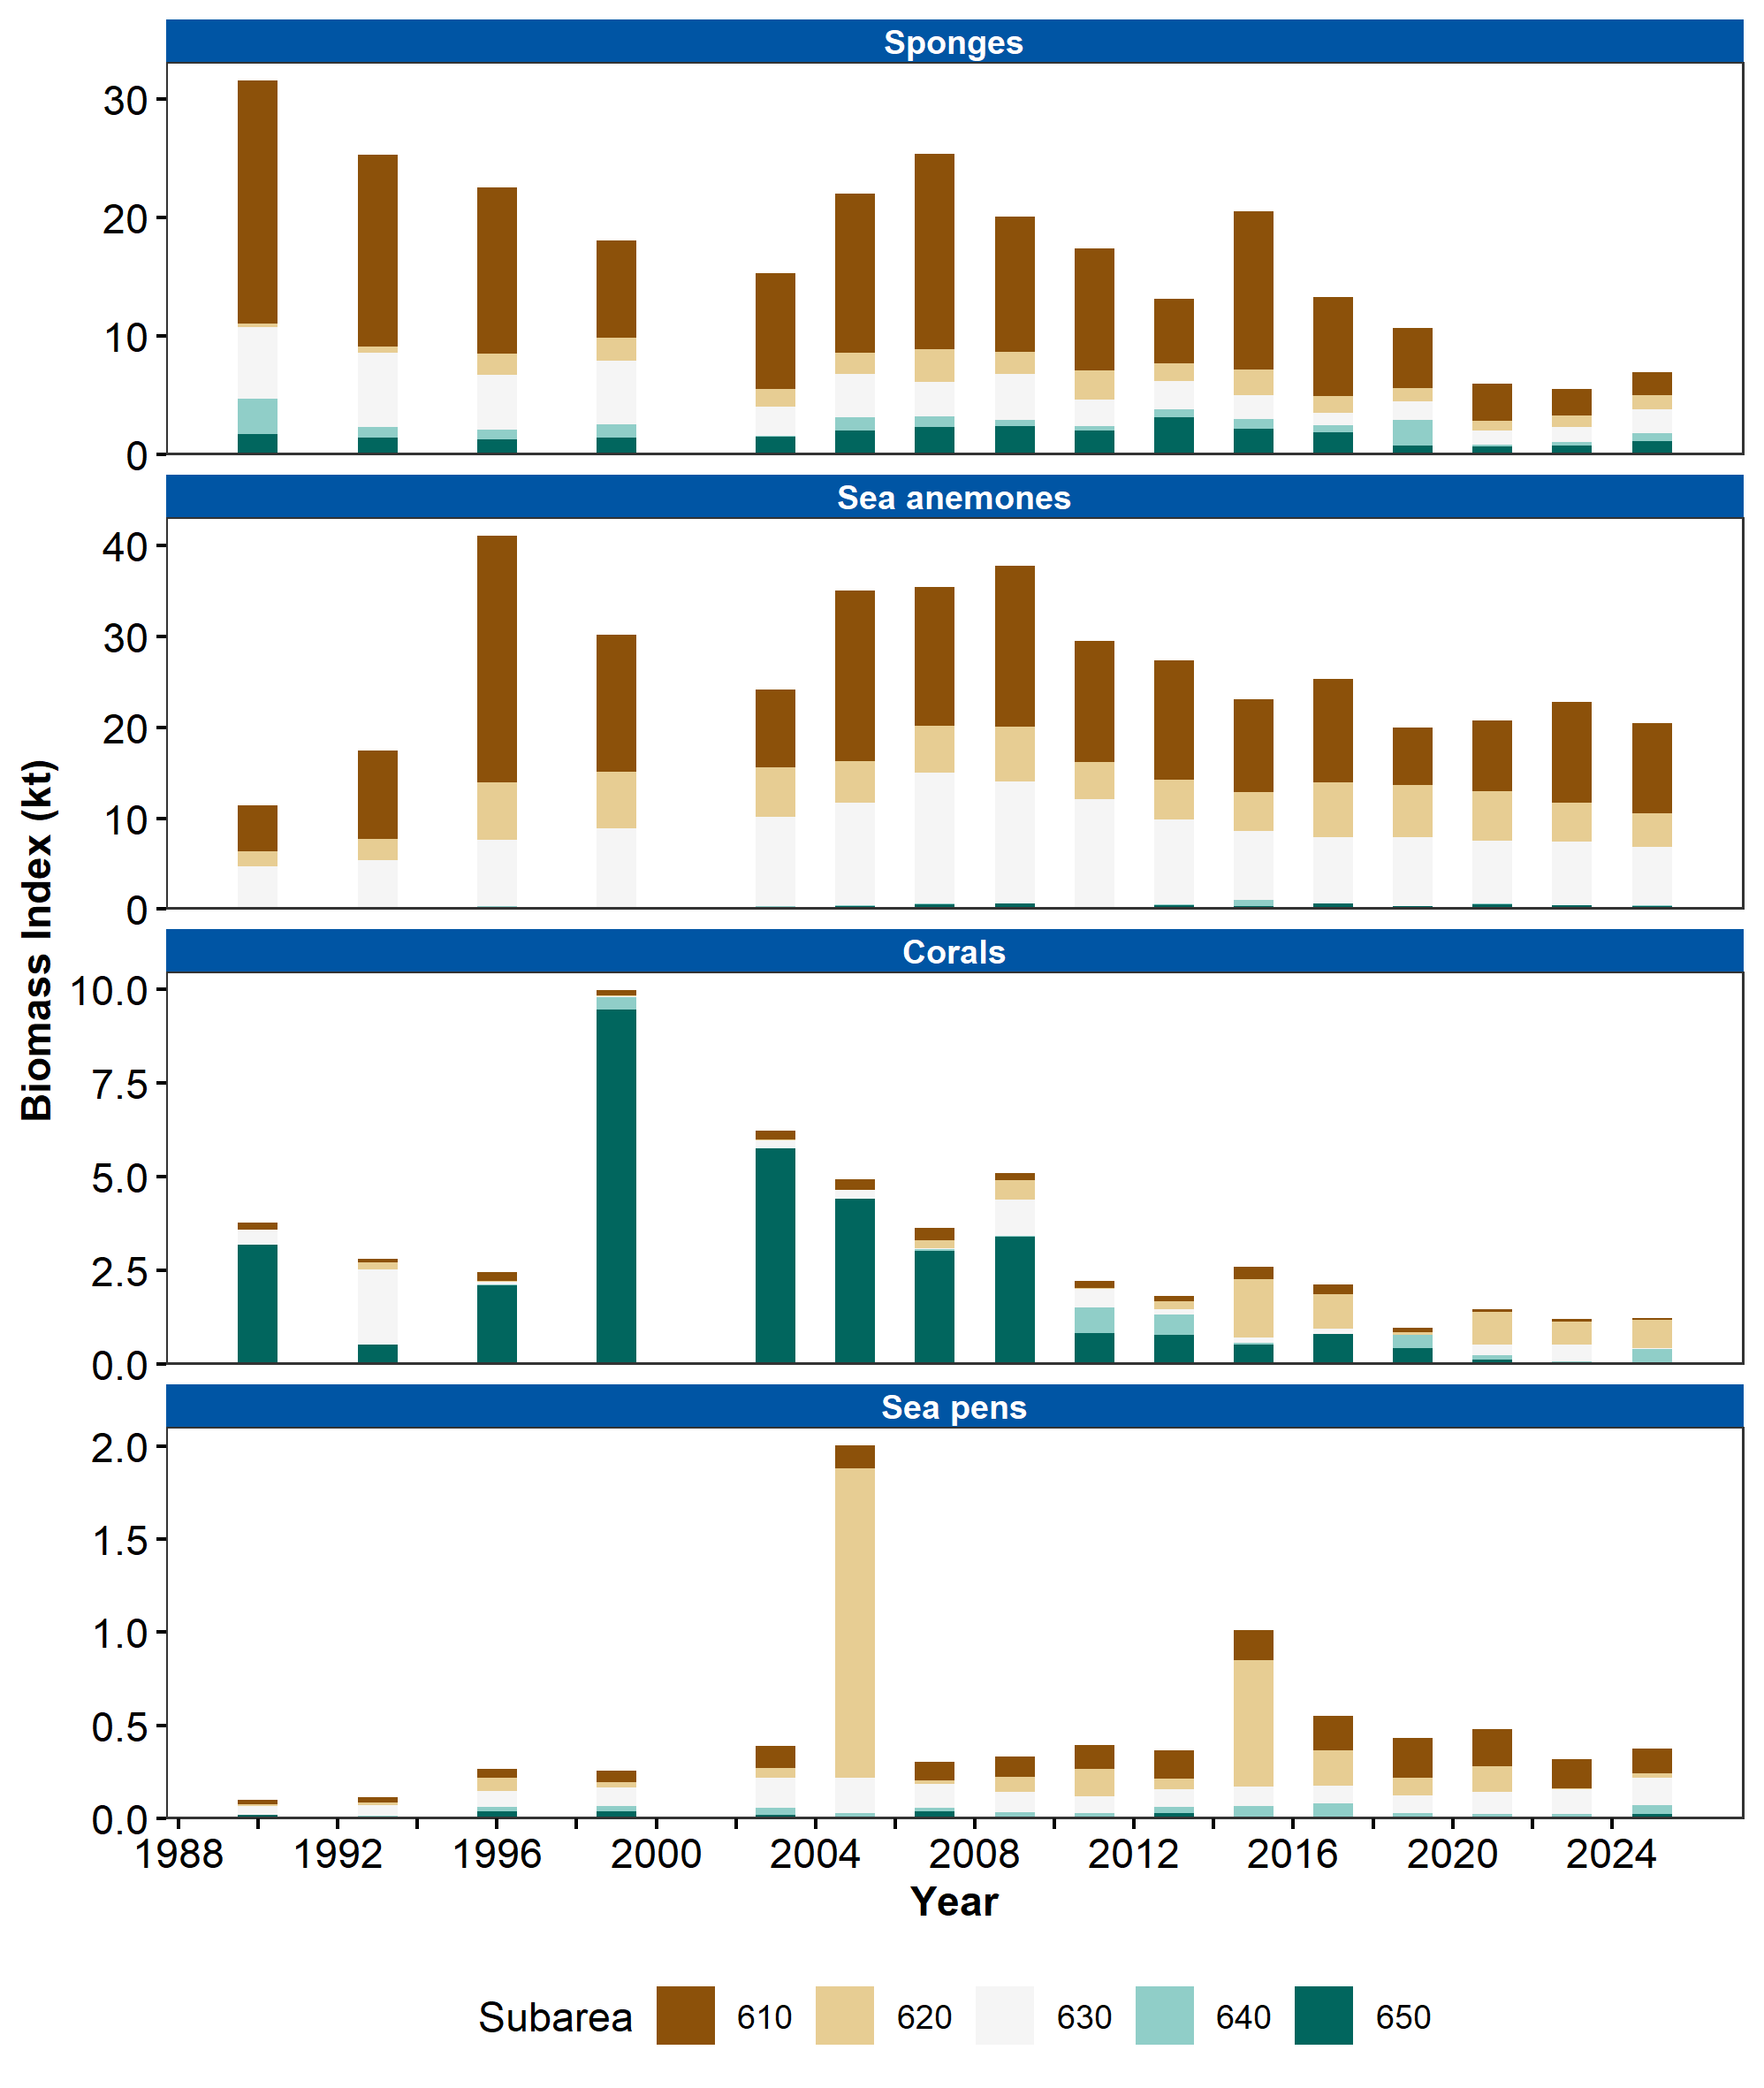 Sponges
30
20
10
0
Sea anemones
40
30
20
10
0
Biomass Index (kt)
Corals
10.0
7.5
5.0
2.5
0.0
Sea pens
2.0
1.5
1.0
0.5
0.0
1988 1992 1996 2000 2004 2008 2012 2016 2020 2024
Year
Subarea 610 620 630 640 650